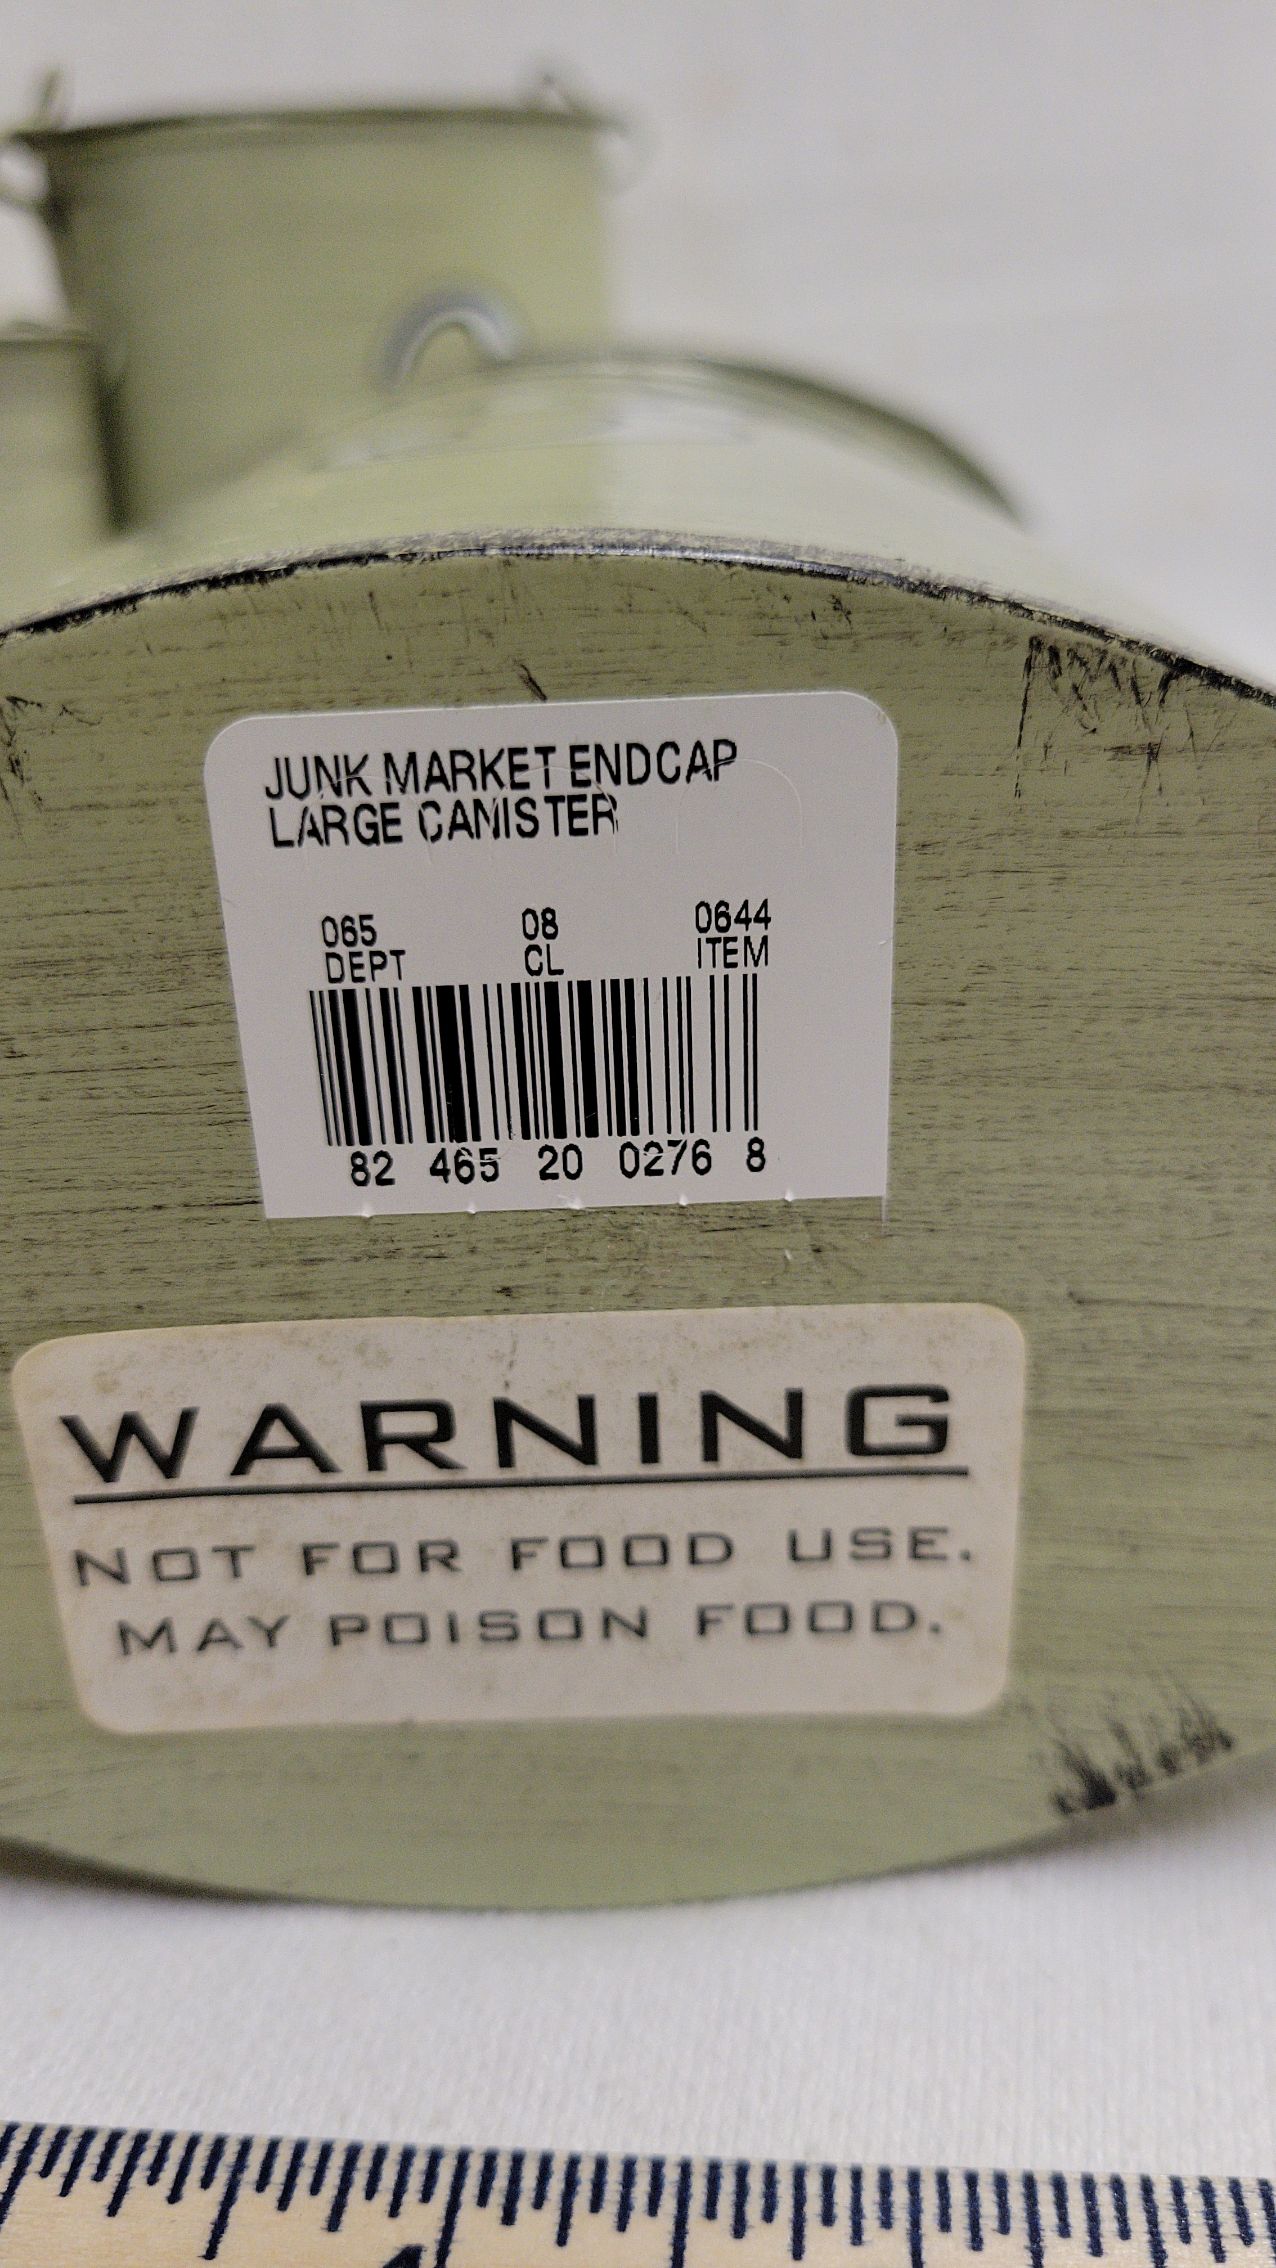 JUNK MARKET ENDCAP
LARGE CANISTER
065 08 0644
DEPT CL ITEM
82 465 20 0276 8
WARNING
NOT FOR FOOD USE.
MAY POISON FOOD.